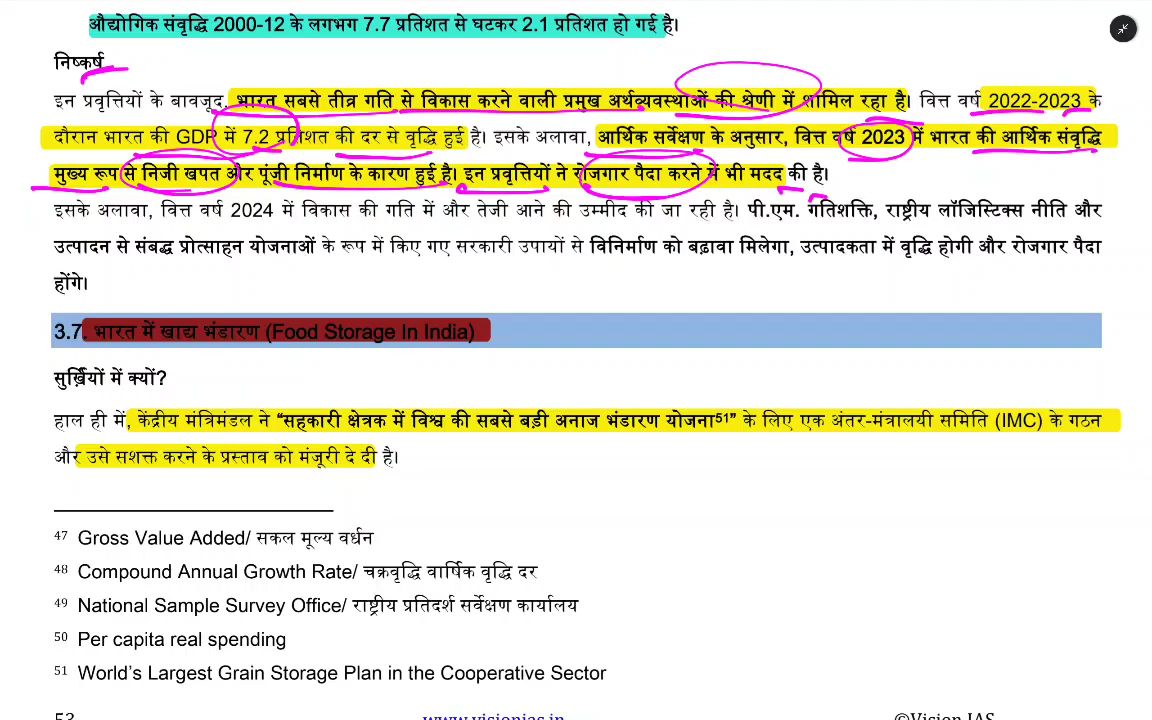 औद्योगिक संवृद्धि 2000-12 के लगभग 7.7 प्रतिशत से घटकर 2.1 प्रतिशत हो गई है।
निष्कर्ष
इन प्रवृत्तियों के बावजूद, भारत सबसे तीव्र गति से विकास करने वाली प्रमुख अर्थव्यवस्थाओं की श्रेणी में शामिल रहा है। वित्त वर्ष 2022-2023 के
दौरान भारत की GDP में 7.2 प्रतिशत की दर से वृद्धि हुई है। इसके अलावा, आर्थिक सर्वेक्षण के अनुसार, वित्त वर्ष 2023 में भारत की आर्थिक संवृद्धि
मुख्य रूप से निजी खपत और पूंजी निर्माण के कारण हुई है। इन प्रवृत्तियों ने रोजगार पैदा करने में भी मदद की है।
इसके अलावा, वित्त वर्ष 2024 में विकास की गति में और तेजी आने की उम्मीद की जा रही है। पी.एम. गतिशक्ति, राष्ट्रीय लॉजिस्टिक्स नीति और
उत्पादन से संबद्ध प्रोत्साहन योजनाओं के रूप में किए गए सरकारी उपायों से विनिर्माण को बढ़ावा मिलेगा, उत्पादकता में वृद्धि होगी और रोजगार पैदा
होंगे।
3.7. भारत में खाद्य भंडारण (Food Storage In India)
सुर्ख़ियों में क्यों?
हाल ही में, केंद्रीय मंत्रिमंडल ने "सहकारी क्षेत्रक में विश्व की सबसे बड़ी अनाज भंडारण योजना⁵¹" के लिए एक अंतर-मंत्रालयी समिति (IMC) के गठन
और उसे सशक्त करने के प्रस्ताव को मंजूरी दे दी है।
47 Gross Value Added/ सकल मूल्य वर्धन
48 Compound Annual Growth Rate/ चक्रवृद्धि वार्षिक वृद्धि दर
49 National Sample Survey Office/ राष्ट्रीय प्रतिदर्श सर्वेक्षण कार्यालय
50 Per capita real spending
51 World's Largest Grain Storage Plan in the Cooperative Sector
53 www.visionias.in ©Vision IAS